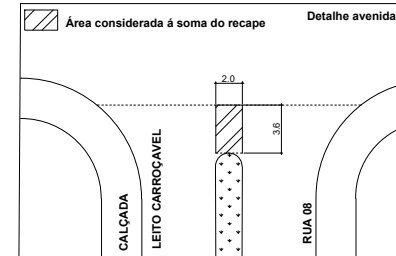 Área considerada á soma do recape
Detalhe avenida
2.0
3.6
CALÇADA
LEITO CARROÇAVEL
RUA 08